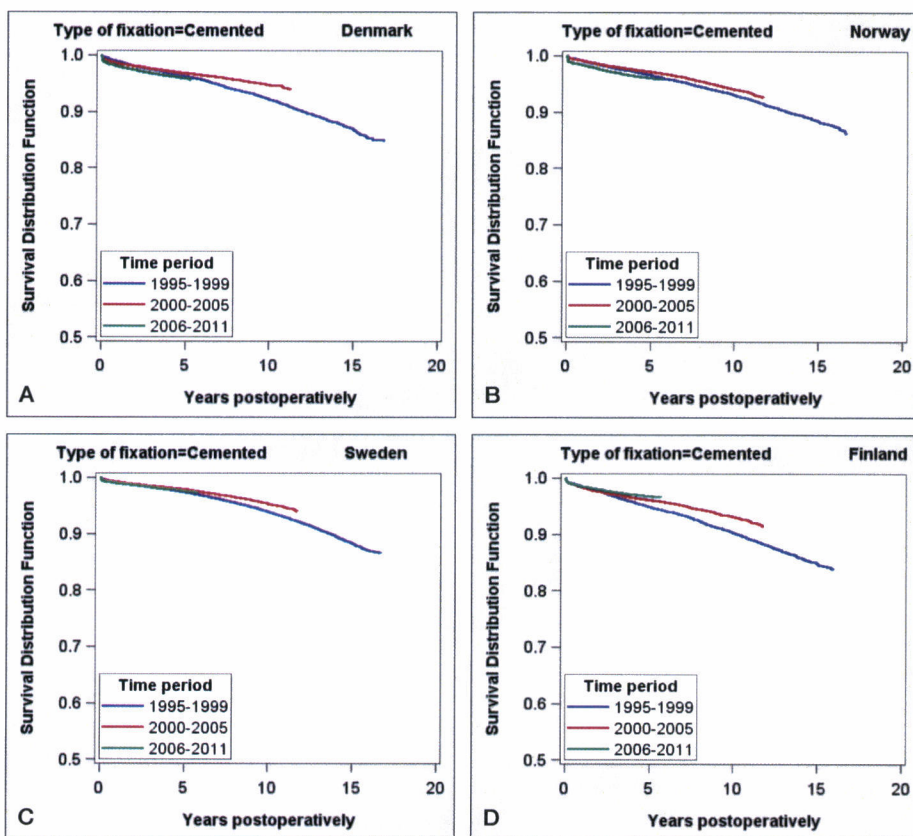 Type of fixation=Cemented Denmark
Survival Distribution Function
1.0
0.9
0.8
0.7
0.6
0.5
Time period
1995-1999
2000-2005
2006-2011
0 5 10 15 20
A
Years postoperatively
Type of fixation=Cemented Norway
Survival Distribution Function
1.0
0.9
0.8
0.7
0.6
0.5
Time period
1995-1999
2000-2005
2006-2011
0 5 10 15 20
B
Years postoperatively
Type of fixation=Cemented Sweden
Survival Distribution Function
1.0
0.9
0.8
0.7
0.6
0.5
Time period
1995-1999
2000-2005
2006-2011
0 5 10 15 20
C
Years postoperatively
Type of fixation=Cemented Finland
Survival Distribution Function
1.0
0.9
0.8
0.7
0.6
0.5
Time period
1995-1999
2000-2005
2006-2011
0 5 10 15 20
D
Years postoperatively